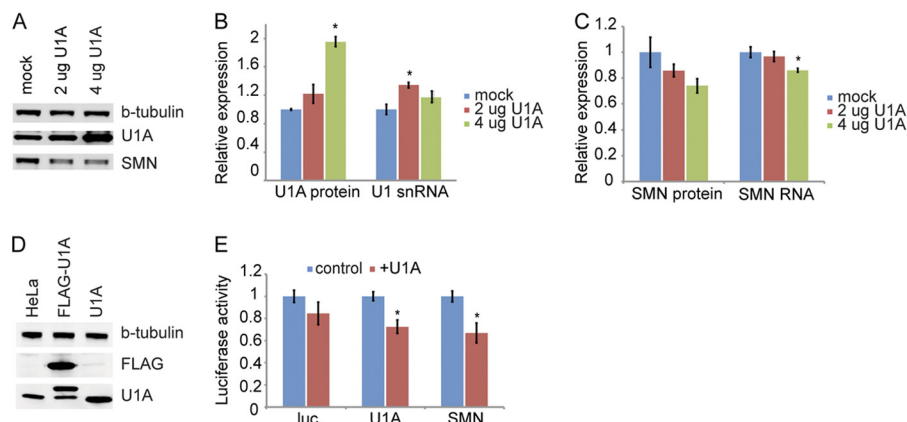 A
mock
2 ug U1A
4 ug U1A
b-tubulin
U1A
SMN
B
Relative expression
2
1.6
1.2
0.8
0.4
0
U1A protein
U1 snRNA
mock
2 ug U1A
4 ug U1A
*
*
C
Relative expression
1.2
1
0.8
0.6
0.4
0.2
0
SMN protein
SMN RNA
mock
2 ug U1A
4 ug U1A
*
D
HeLa
FLAG-U1A
U1A
b-tubulin
FLAG
U1A
E
control
+U1A
Luciferase activity
1.2
1
0.8
0.6
0.4
0.2
0
luc
U1A
SMN
*
*